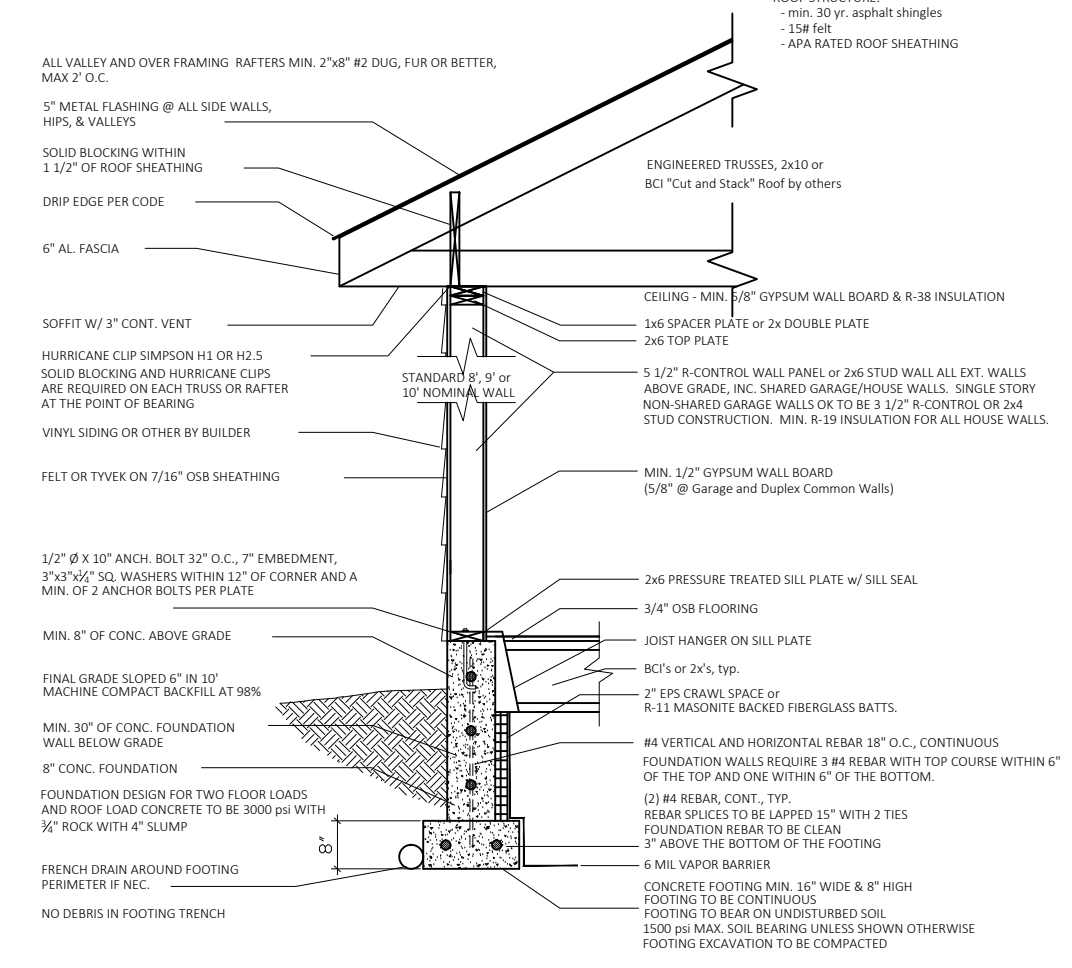 ROOF STRUCTURE:
- min. 30 yr. asphalt shingles
- 15# felt
- APA RATED ROOF SHEATHING
ALL VALLEY AND OVER FRAMING RAFTERS MIN. 2"x8" #2 DUG, FUR OR BETTER,
MAX 2' O.C.
5" METAL FLASHING @ ALL SIDE WALLS,
HIPS, & VALLEYS
SOLID BLOCKING WITHIN
1 1/2" OF ROOF SHEATHING
DRIP EDGE PER CODE
6" AL. FASCIA
SOFFIT W/ 3" CONT. VENT
HURRICANE CLIP SIMPSON H1 OR H2.5
SOLID BLOCKING AND HURRICANE CLIPS
ARE REQUIRED ON EACH TRUSS OR RAFTER
AT THE POINT OF BEARING
VINYL SIDING OR OTHER BY BUILDER
FELT OR TYVEK ON 7/16" OSB SHEATHING
1/2" Ø X 10" ANCH. BOLT 32" O.C., 7" EMBEDMENT,
3"x3"x¼" SQ. WASHERS WITHIN 12" OF CORNER AND A
MIN. OF 2 ANCHOR BOLTS PER PLATE
MIN. 8" OF CONC. ABOVE GRADE
FINAL GRADE SLOPED 6" IN 10'
MACHINE COMPACT BACKFILL AT 98%
MIN. 30" OF CONC. FOUNDATION
WALL BELOW GRADE
8" CONC. FOUNDATION
FOUNDATION DESIGN FOR TWO FLOOR LOADS
AND ROOF LOAD CONCRETE TO BE 3000 psi WITH
¾" ROCK WITH 4" SLUMP
8"
FRENCH DRAIN AROUND FOOTING
PERIMETER IF NEC.
NO DEBRIS IN FOOTING TRENCH
STANDARD 8', 9' or
10' NOMINAL WALL
ENGINEERED TRUSSES, 2x10 or
BCI "Cut and Stack" Roof by others
CEILING - MIN. 5/8" GYPSUM WALL BOARD & R-38 INSULATION
1x6 SPACER PLATE or 2x DOUBLE PLATE
2x6 TOP PLATE
5 1/2" R-CONTROL WALL PANEL or 2x6 STUD WALL ALL EXT. WALLS
ABOVE GRADE, INC. SHARED GARAGE/HOUSE WALLS. SINGLE STORY
NON-SHARED GARAGE WALLS OK TO BE 3 1/2" R-CONTROL OR 2x4
STUD CONSTRUCTION. MIN. R-19 INSULATION FOR ALL HOUSE WALLS.
MIN. 1/2" GYPSUM WALL BOARD
(5/8" @ Garage and Duplex Common Walls)
2x6 PRESSURE TREATED SILL PLATE w/ SILL SEAL
3/4" OSB FLOORING
JOIST HANGER ON SILL PLATE
BCI's or 2x's, typ.
2" EPS CRAWL SPACE or
R-11 MASONITE BACKED FIBERGLASS BATTS.
#4 VERTICAL AND HORIZONTAL REBAR 18" O.C., CONTINUOUS
FOUNDATION WALLS REQUIRE 3 #4 REBAR WITH TOP COURSE WITHIN 6"
OF THE TOP AND ONE WITHIN 6" OF THE BOTTOM.
(2) #4 REBAR, CONT., TYP.
REBAR SPLICES TO BE LAPPED 15" WITH 2 TIES
FOUNDATION REBAR TO BE CLEAN
3" ABOVE THE BOTTOM OF THE FOOTING
6 MIL VAPOR BARRIER
CONCRETE FOOTING MIN. 16" WIDE & 8" HIGH
FOOTING TO BE CONTINUOUS
FOOTING TO BEAR ON UNDISTURBED SOIL
1500 psi MAX. SOIL BEARING UNLESS SHOWN OTHERWISE
FOOTING EXCAVATION TO BE COMPACTED